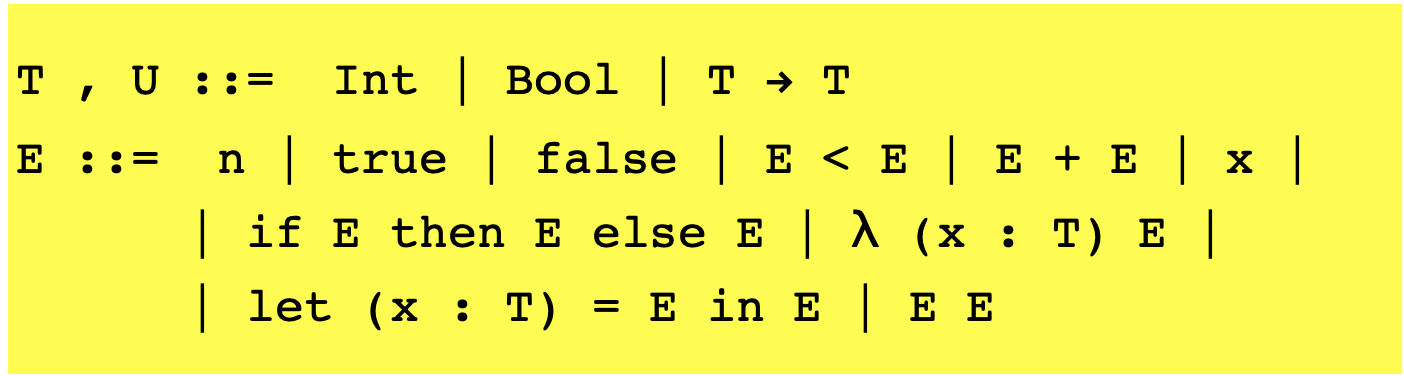 T , U ::= Int | Bool | T → T
E ::= n | true | false | E < E | E + E | x |
| if E then E else E | λ (x : T) E |
| let (x : T) = E in E | E E